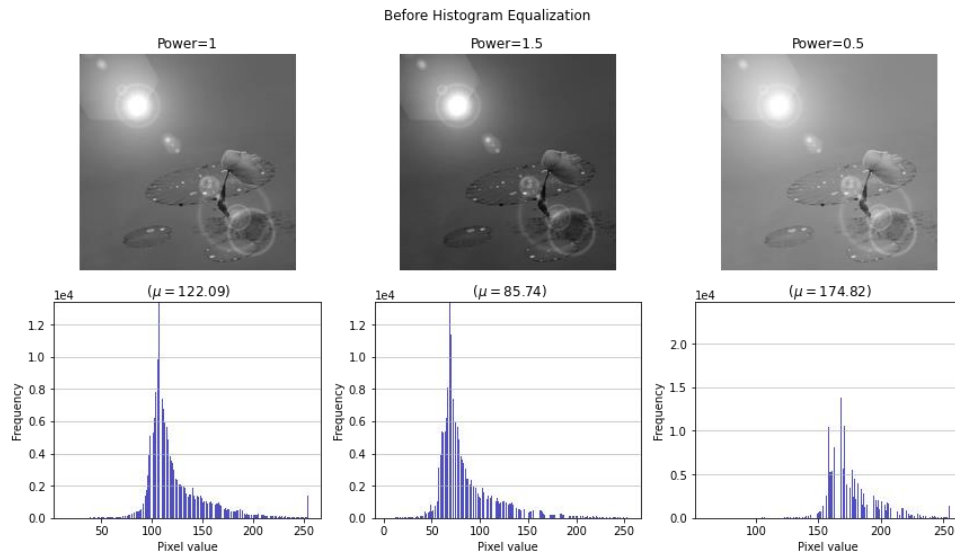 Before Histogram Equalization
Power=1
Power=1.5
Power=0.5
1e4
(μ = 122.09)
1.2
1.0
0.8
0.6
0.4
0.2
0.0
Frequency
50
100
150
200
250
Pixel value
1e4
(μ = 85.74)
1.2
1.0
0.8
0.6
0.4
0.2
0.0
Frequency
0
50
100
150
200
250
Pixel value
1e4
(μ = 174.82)
2.0
1.5
1.0
0.5
0.0
Frequency
100
150
200
250
Pixel value